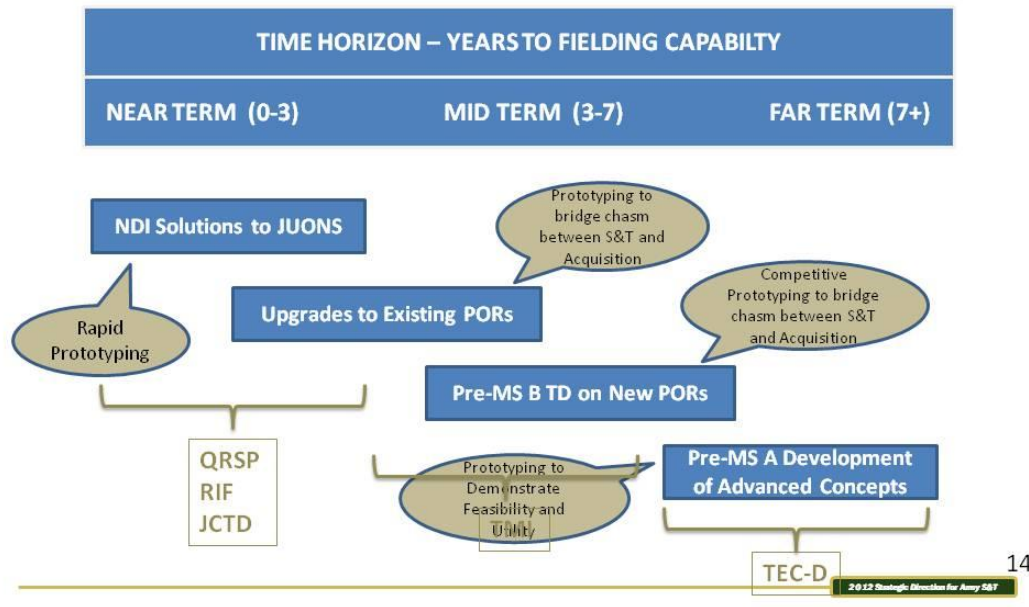 TIME HORIZON – YEARS TO FIELDING CAPABILTY
NEAR TERM (0-3)
MID TERM (3-7)
FAR TERM (7+)
NDI Solutions to JUONS
Prototyping to
bridge chasm
between S&T and
Acquisition
Rapid
Prototyping
Upgrades to Existing PORs
Competitive
Prototyping to bridge
chasm between S&T
and Acquisition
Pre-MS B TD on New PORs
QRSP
RIF
JCTD
Prototyping to
Demonstrate
Feasibility and
Utility
TMI
Pre-MS A Development
of Advanced Concepts
TEC-D
14
2012 Strategic Direction for Army S&T